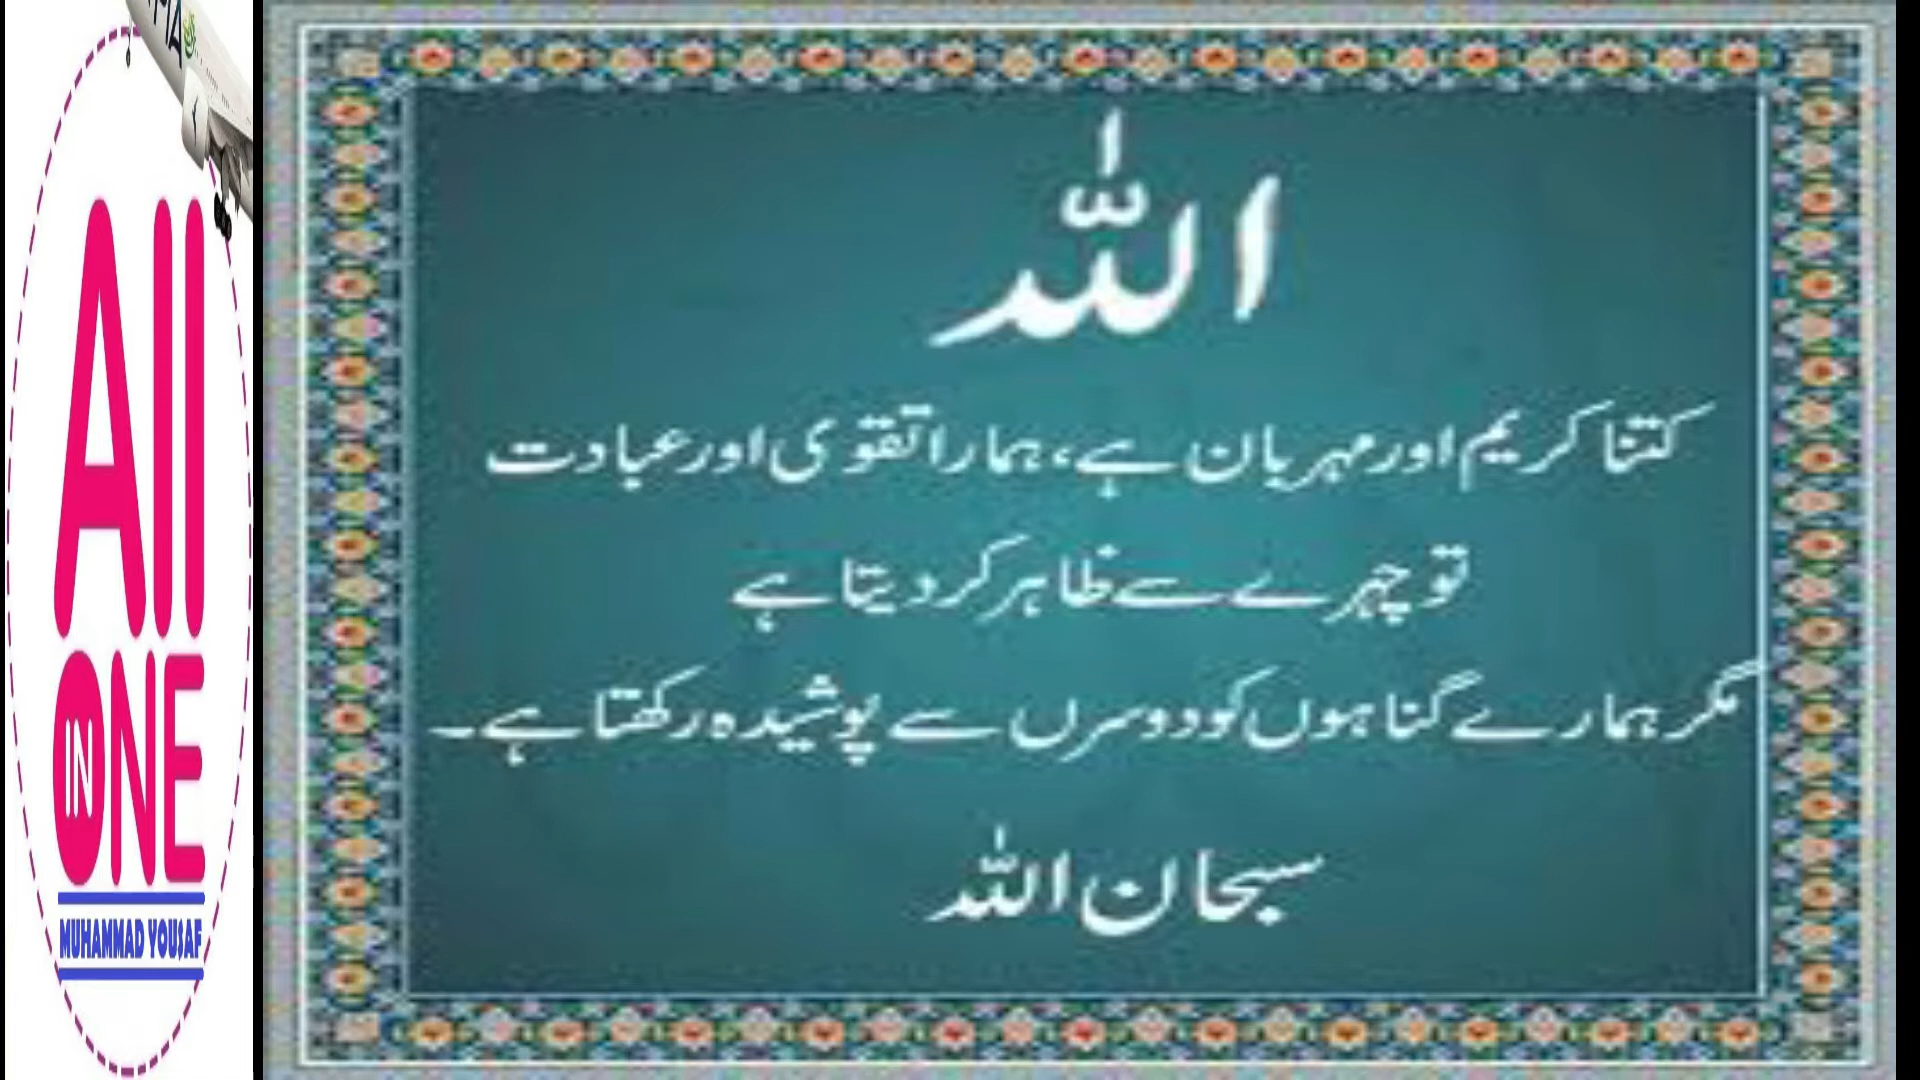 All
IN
ONE
MUHAMMAD YOUSAF
اللہ
کتنا کریم اور مہربان ہے، ہمارا تقوی اور عبادت
تو چہرے سے ظاہر کر دیتا ہے
مگر ہمارے گناہوں کو دوسرں سے پوشیدہ رکھتا ہے۔
سبحان اللہ